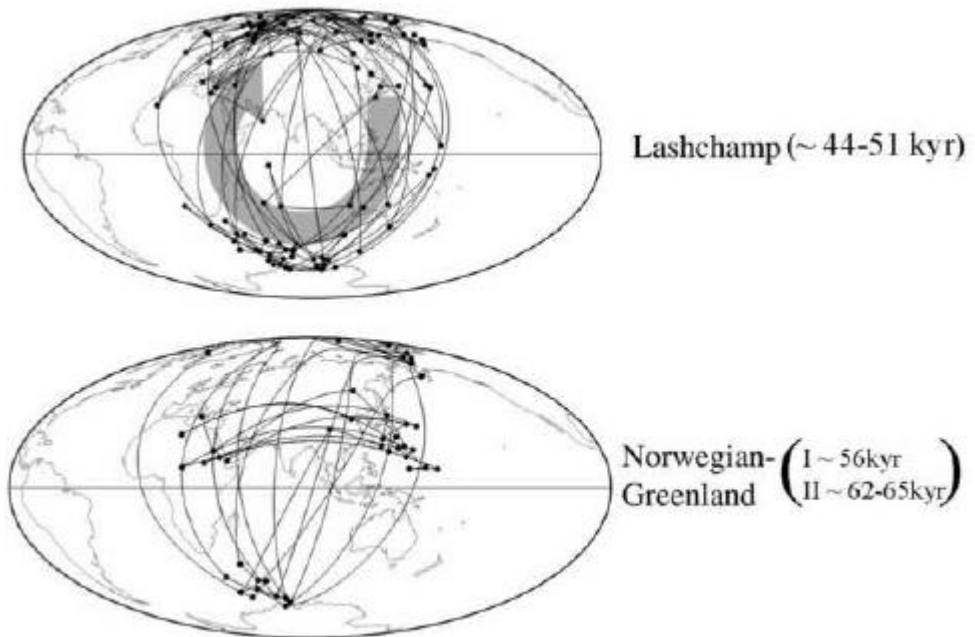 Lashchamp (~ 44-51 kyr)
Norwegian-
Greenland
(I ~ 56kyr
II ~ 62-65kyr)